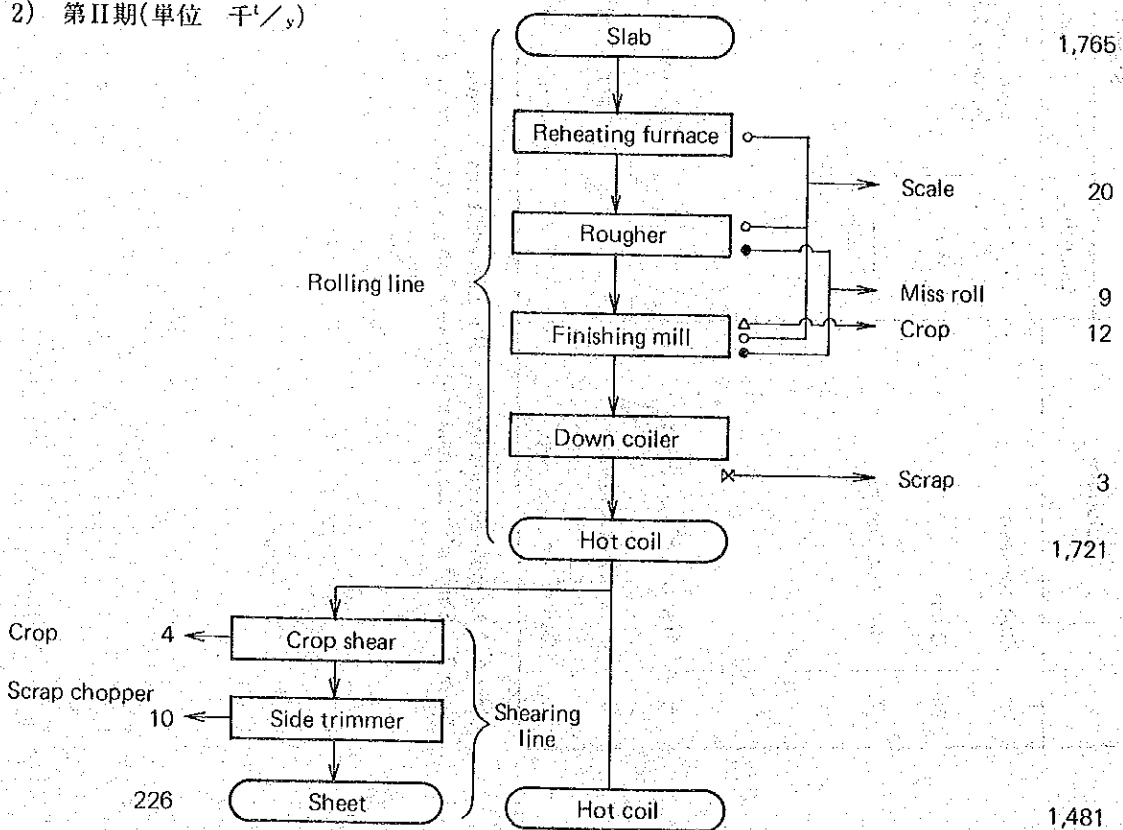 2) 第II期(単位 千t/y)
Slab 1,765
Reheating furnace
Scale 20
Rougher
Rolling line
Miss roll 9
Finishing mill
Crop 12
Down coiler
Scrap 3
Hot coil
1,721
Crop 4
Crop shear
Scrap chopper
10
Side trimmer
Shearing
line
226
Sheet
Hot coil
1,481